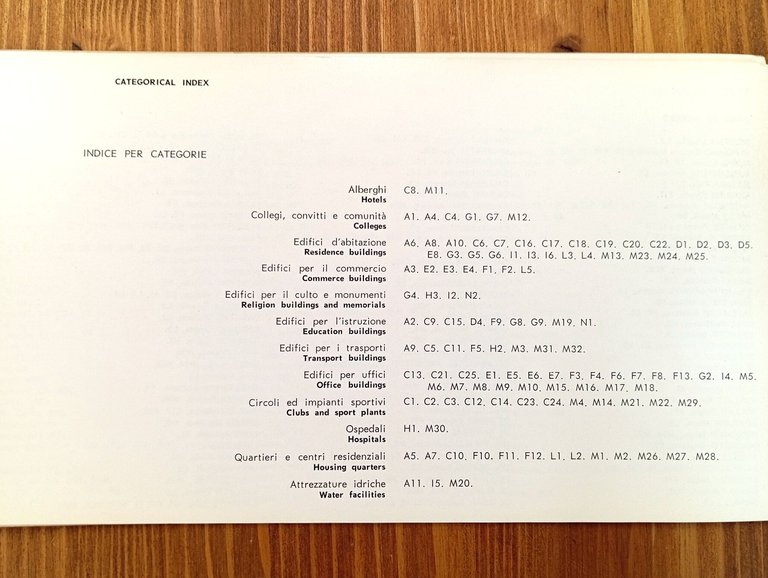 CATEGORICAL INDEX
INDICE PER CATEGORIE
Alberghi C8. M11.
Hotels
Collegi, convitti e comunità A1. A4. C4. G1. G7. M12.
Colleges
Edifici d'abitazione A6. A8. A10. C6. C7. C16. C17. C18. C19. C20. C22. D1. D2. D3. D5.
Residence buildings E8. G3. G5. G6. I1. I3. I6. L3. L4. M13. M23. M24. M25.
Edifici per il commercio A3. E2. E3. E4. F1. F2. L5.
Commerce buildings
Edifici per il culto e monumenti G4. H3. I2. N2.
Religion buildings and memorials
Edifici per l'istruzione A2. C9. C15. D4. F9. G8. G9. M19. N1.
Education buildings
Edifici per i trasporti A9. C5. C11. F5. H2. M3. M31. M32.
Transport buildings
Edifici per uffici C13. C21. C25. E1. E5. E6. E7. F3. F4. F6. F7. F8. F13. G2. I4. M5.
Office buildings M6. M7. M8. M9. M10. M15. M16. M17. M18.
Circoli ed impianti sportivi C1. C2. C3. C12. C14. C23. C24. M4. M14. M21. M22. M29.
Clubs and sport plants
Ospedali H1. M30.
Hospitals
Quartieri e centri residenziali A5. A7. C10. F10. F11. F12. L1. L2. M1. M2. M26. M27. M28.
Housing quarters
Attrezzature idriche A11. I5. M20.
Water facilities